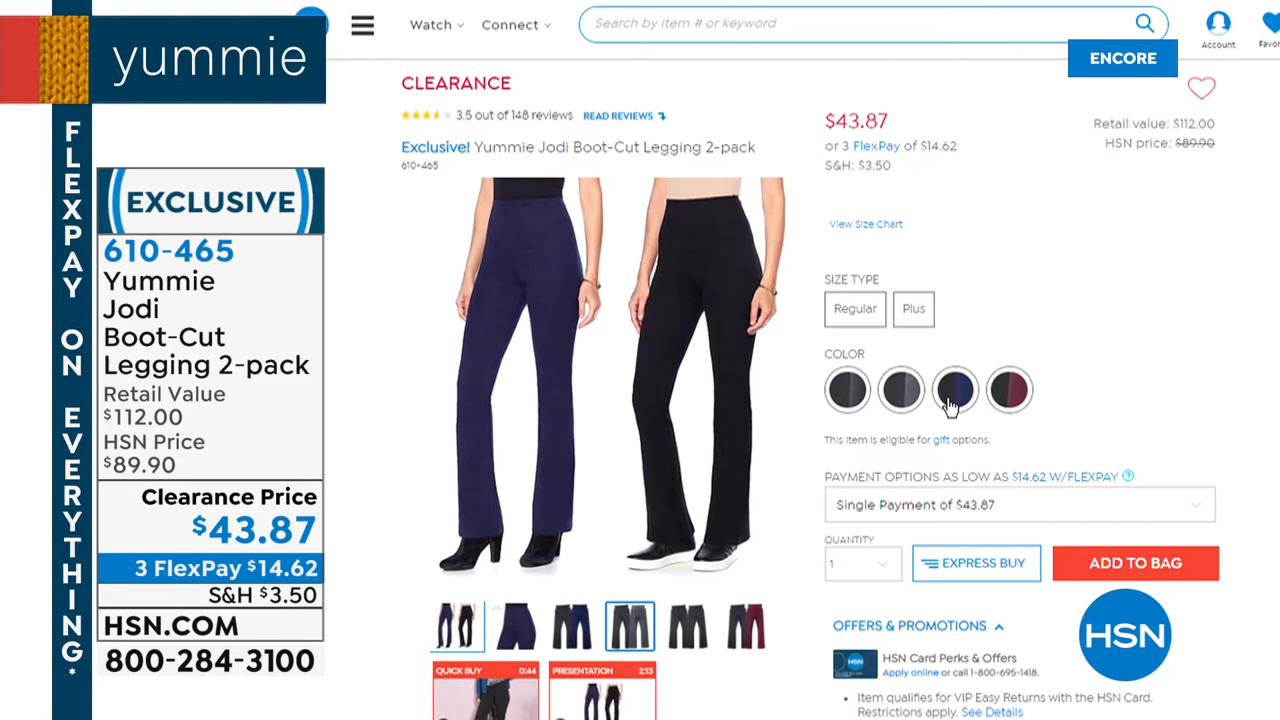 yummie
FLEXPAY ON EVERYTHING*
EXCLUSIVE
610-465
Yummie
Jodi
Boot-Cut
Legging 2-pack
Retail Value
$112.00
HSN Price
$89.90
Clearance Price
$43.87
3 FlexPay $14.62
S&H $3.50
HSN.COM
800-284-3100
Watch
Connect
Search by item # or keyword
Account
Favor
ENCORE
CLEARANCE
3.5 out of 148 reviews READ REVIEWS
Exclusive! Yummie Jodi Boot-Cut Legging 2-pack
610-465
$43.87
or 3 FlexPay of $14.62
S&H: $3.50
Retail value: $112.00
HSN price: $89.90
View Size Chart
SIZE TYPE
Regular
Plus
COLOR
This item is eligible for gift options.
PAYMENT OPTIONS AS LOW AS $14.62 W/FLEXPAY ?
Single Payment of $43.87
QUANTITY
1
EXPRESS BUY
ADD TO BAG
OFFERS & PROMOTIONS
HSN
HSN Card Perks & Offers
Apply online or call 1-800-695-1418.
• Item qualifies for VIP Easy Returns with the HSN Card.
Restrictions apply. See Details
HSN
QUICK BUY 0:44
PRESENTATION 2:13